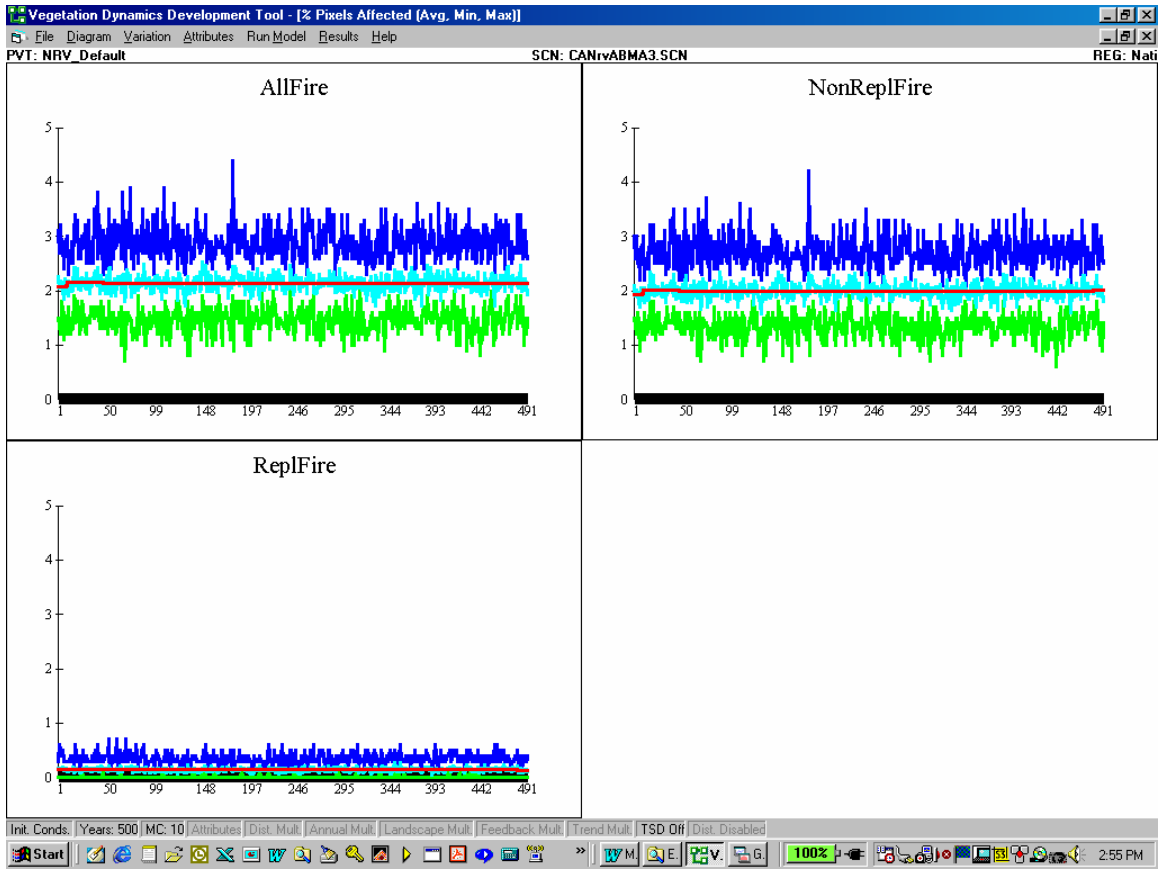 Vegetation Dynamics Development Tool - [% Pixels Affected (Avg, Min, Max)]
File Diagram Variation Attributes Run Model Results Help
PVT: NRV_Default SCN: CANrvABMA3.SCN REG: Nati
AllFire
5
4
3
2
1
0
1 50 99 148 197 246 295 344 393 442 491
NonReplFire
5
4
3
2
1
0
1 50 99 148 197 246 295 344 393 442 491
ReplFire
5
4
3
2
1
0
1 50 99 148 197 246 295 344 393 442 491
Init. Conds. Years: 500 MC: 10 Attributes Dist. Mult. Annual Mult. Landscape Mult. Feedback Mult. Trend Mult. TSD Off Dist. Disabled
Start » M. E. V. G. 100% 2:55 PM